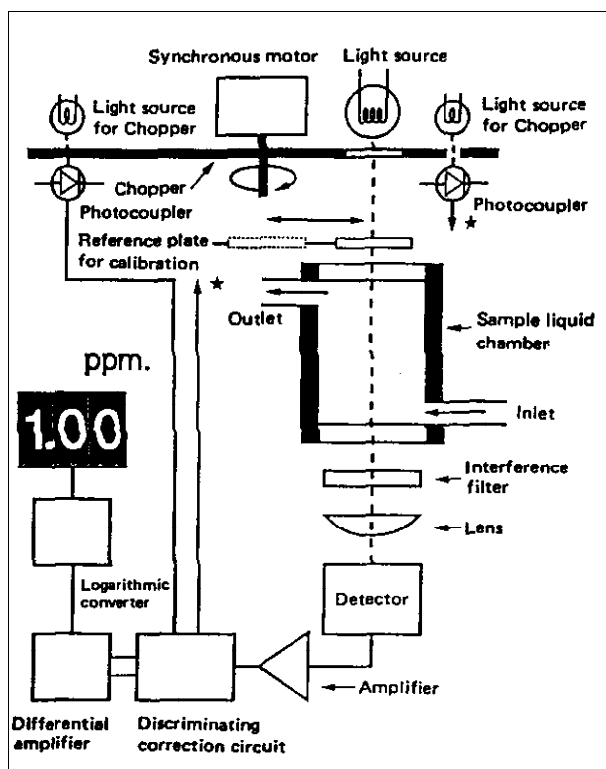 Synchronous motor
Light source
Light source
for Chopper
Light source
for Chopper
Chopper
Photocoupler
Photocoupler
Reference plate
for calibration
Outlet
Sample liquid
chamber
ppm.
Inlet
1.00
Interference
filter
Lens
Logarithmic
converter
Detector
Amplifier
Differential
amplifier
Discriminating
correction circuit